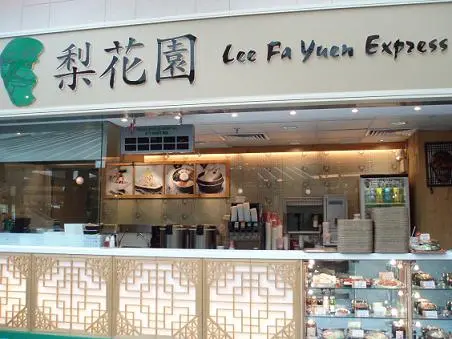 梨花園 Lee Fa Yuen Express